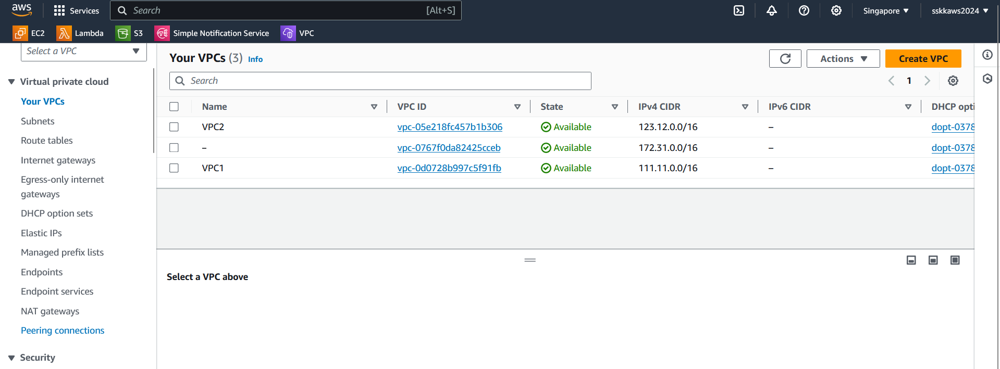 aws
Services
Search
[Alt+S]
Singapore
sskkaws2024
EC2
Lambda
S3
Simple Notification Service
VPC
Select a VPC
Virtual private cloud
Your VPCs
Subnets
Route tables
Internet gateways
Egress-only internet
gateways
DHCP option sets
Elastic IPs
Managed prefix lists
Endpoints
Endpoint services
NAT gateways
Peering connections
Security
Your VPCs (3) Info
Actions
Create VPC
Search
1
Name VPC ID State IPv4 CIDR IPv6 CIDR DHCP opti
VPC2 vpc-05e218fc457b1b306 Available 123.12.0.0/16 – dopt-0378
– vpc-0767f0da82425cceb Available 172.31.0.0/16 – dopt-0378
VPC1 vpc-0d0728b997c5f91fb Available 111.11.0.0/16 – dopt-0378
Select a VPC above